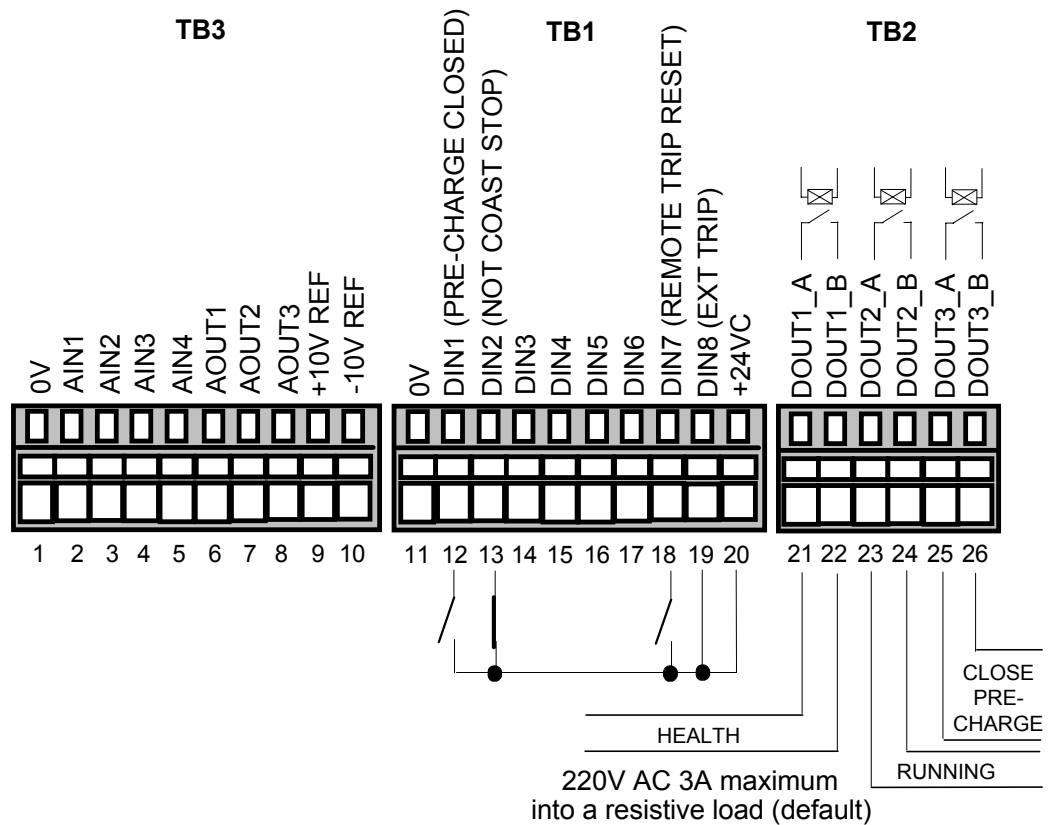 TB3
TB1
TB2
0V
AIN1
AIN2
AIN3
AIN4
AOUT1
AOUT2
AOUT3
+10V REF
-10V REF
0V
DIN1 (PRE-CHARGE CLOSED)
DIN2 (NOT COAST STOP)
DIN3
DIN4
DIN5
DIN6
DIN7 (REMOTE TRIP RESET)
DIN8 (EXT TRIP)
+24VC
DOUT1_A
DOUT1_B
DOUT2_A
DOUT2_B
DOUT3_A
DOUT3_B
1 2 3 4 5 6 7 8 9 10
11 12 13 14 15 16 17 18 19 20
21 22 23 24 25 26
CLOSE
PRE-
CHARGE
HEALTH
RUNNING
220V AC 3A maximum
into a resistive load (default)